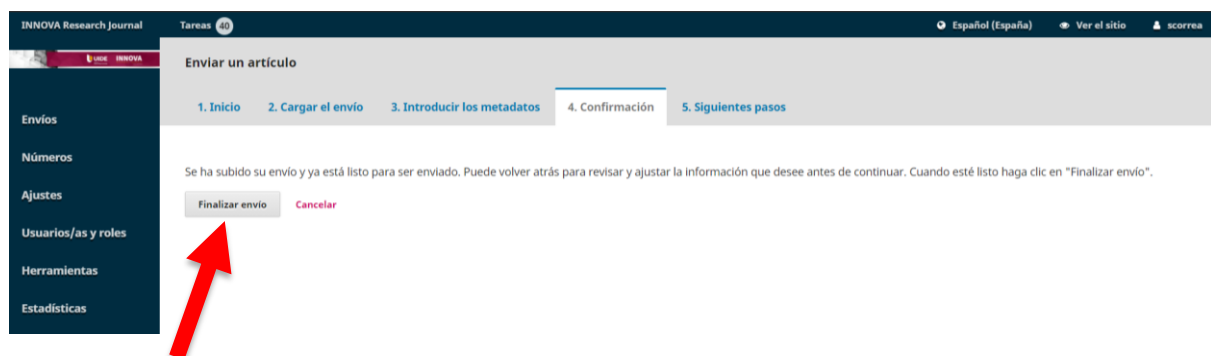 INNOVA Research Journal
Tareas 40
Español (España)
Ver el sitio
scorrea
UIDE INNOVA
Enviar un artículo
1. Inicio
2. Cargar el envío
3. Introducir los metadatos
4. Confirmación
5. Siguientes pasos
Envíos
Números
Ajustes
Usuarios/as y roles
Herramientas
Estadísticas
Se ha subido su envío y ya está listo para ser enviado. Puede volver atrás para revisar y ajustar la información que desee antes de continuar. Cuando esté listo haga clic en "Finalizar envío".
Finalizar envío
Cancelar